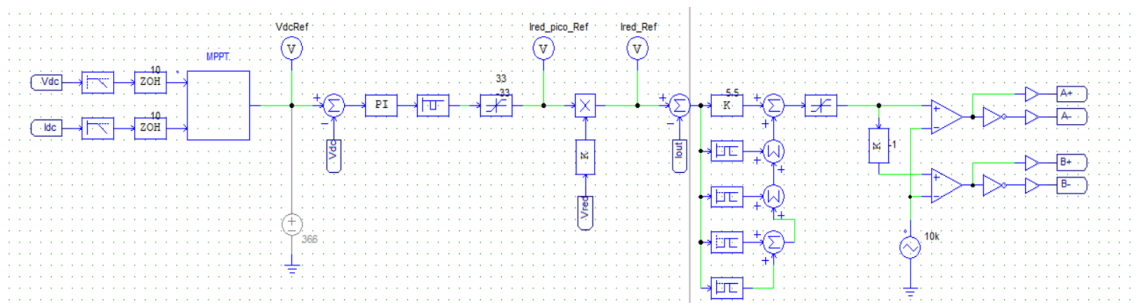 VdcRef
Ired_pico_Ref
Ired_Ref
V
V
V
MPPT
Vdc
10
ZOH
Idc
10
ZOH
PI
33
-33
X
K
Vdc
Vred
Iout
5.5
K
K
-1
A+
A-
B+
B-
10k
366